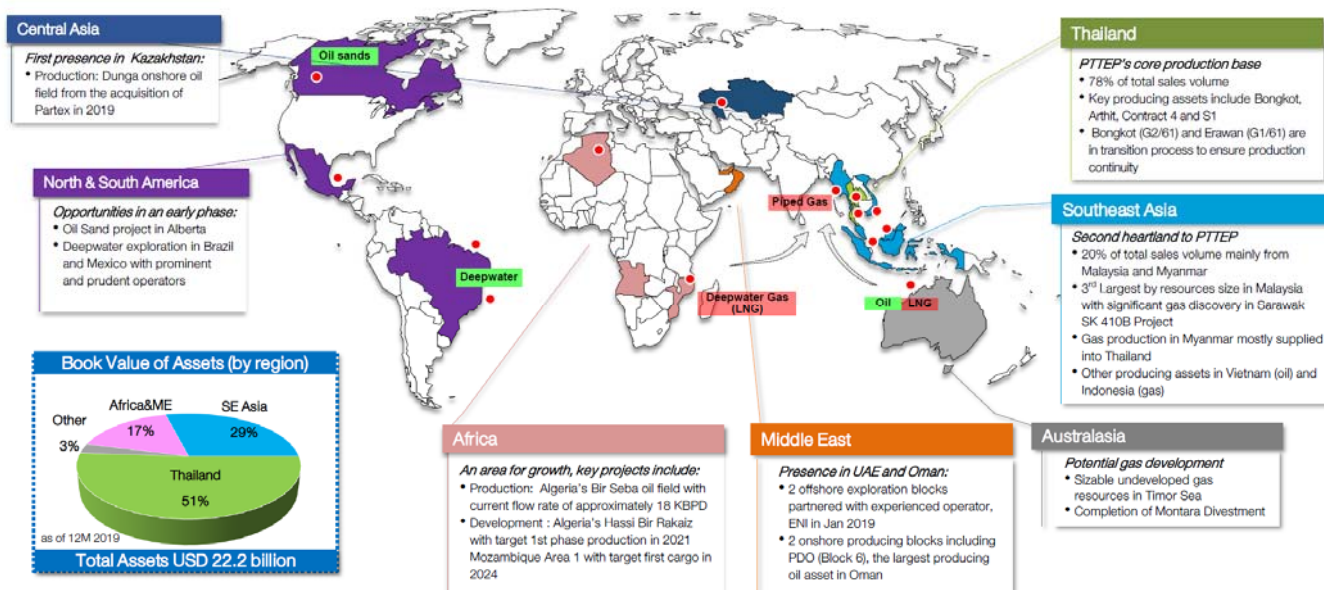 Central Asia
First presence in Kazakhstan:
• Production: Dunga onshore oil
field from the acquisition of
Partex in 2019
North & South America
Opportunities in an early phase:
• Oil Sand project in Alberta
• Deepwater exploration in Brazil
and Mexico with prominent
and prudent operators
Oil sands
Deepwater
Piped Gas
Deepwater Gas
(LNG)
Oil
LNG
Thailand
PTTEP's core production base
• 78% of total sales volume
• Key producing assets include Bongkot,
Arthit, Contract 4 and S1
• Bongkot (G2/61) and Erawan (G1/61) are
in transition process to ensure production
continuity
Southeast Asia
Second heartland to PTTEP
• 20% of total sales volume mainly from
Malaysia and Myanmar
• 3rd Largest by resources size in Malaysia
with significant gas discovery in Sarawak
SK 410B Project
• Gas production in Myanmar mostly supplied
into Thailand
• Other producing assets in Vietnam (oil) and
Indonesia (gas)
Book Value of Assets (by region)
Africa&ME
17%
SE Asia
29%
Other
3%
Thailand
51%
as of 12M 2019
Total Assets USD 22.2 billion
Africa
An area for growth, key projects include:
• Production: Algeria's Bir Seba oil field with
current flow rate of approximately 18 KBPD
• Development : Algeria's Hassi Bir Rakaiz
with target 1st phase production in 2021
Mozambique Area 1 with target first cargo in
2024
Middle East
Presence in UAE and Oman:
• 2 offshore exploration blocks
partnered with experienced operator,
ENI in Jan 2019
• 2 onshore producing blocks including
PDO (Block 6), the largest producing
oil asset in Oman
Australasia
Potential gas development
• Sizable undeveloped gas
resources in Timor Sea
• Completion of Montara Divestment